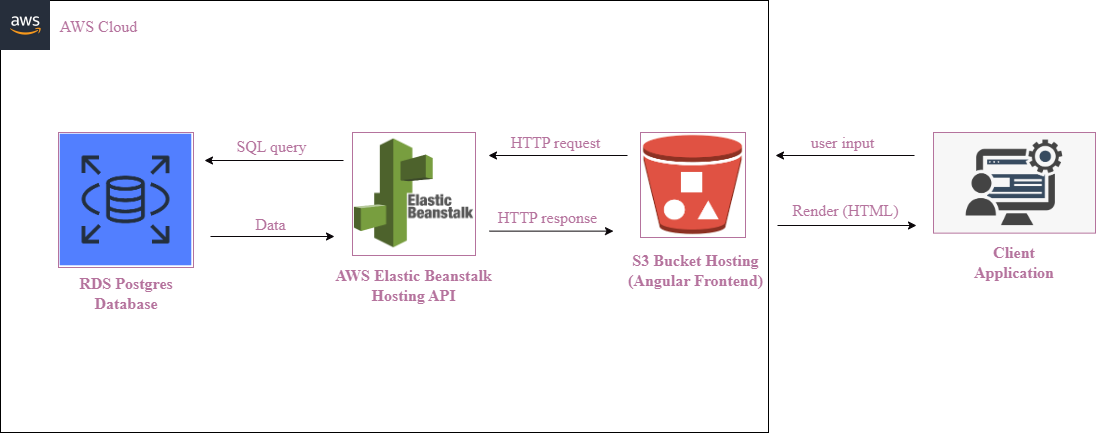 aws
AWS Cloud
SQL query
HTTP request
user input
Elastic
Beanstalk
Data
HTTP response
Render (HTML)
RDS Postgres
Database
AWS Elastic Beanstalk
Hosting API
S3 Bucket Hosting
(Angular Frontend)
Client
Application